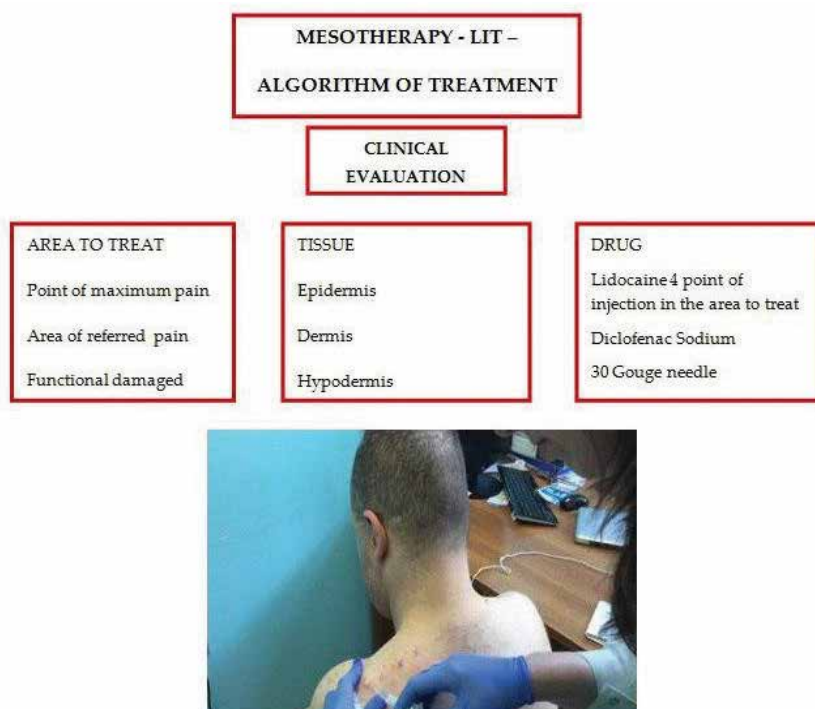 MESOTHERAPY - LIT –
ALGORITHM OF TREATMENT
CLINICAL
EVALUATION
AREA TO TREAT
Point of maximum pain
Area of referred pain
Functional damaged
TISSUE
Epidermis
Dermis
Hypodermis
DRUG
Lidocaine 4 point of
injection in the area to treat
Diclofenac Sodium
30 Gouge needle